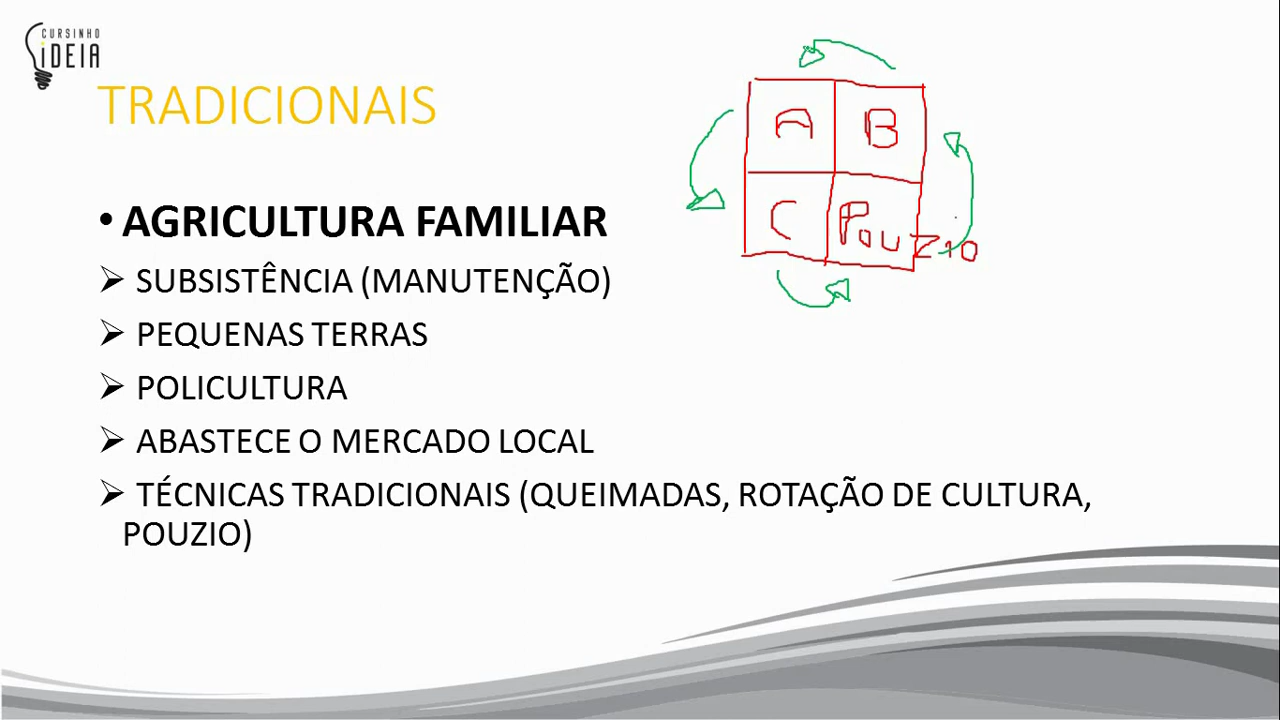 CURSINHO
iDEIA
TRADICIONAIS
A B
C Pouzio
• AGRICULTURA FAMILIAR
➢ SUBSISTÊNCIA (MANUTENÇÃO)
➢ PEQUENAS TERRAS
➢ POLICULTURA
➢ ABASTECE O MERCADO LOCAL
➢ TÉCNICAS TRADICIONAIS (QUEIMADAS, ROTAÇÃO DE CULTURA,
POUZIO)